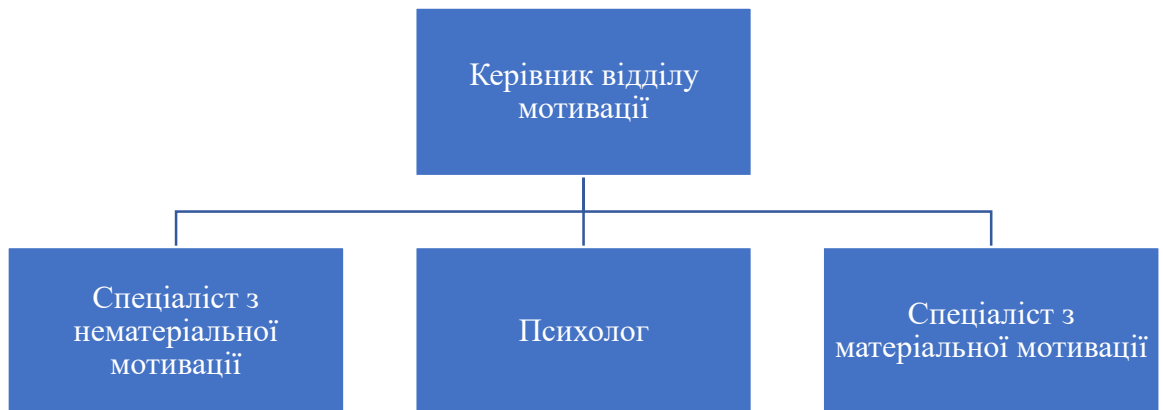 Керівник відділу
мотивації
Спеціаліст з
нематеріальної
мотивації
Психолог
Спеціаліст з
матеріальної мотивації